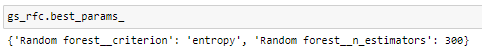 gs_rfc.best_params_
{'Random forest__criterion': 'entropy', 'Random forest__n_estimators': 300}